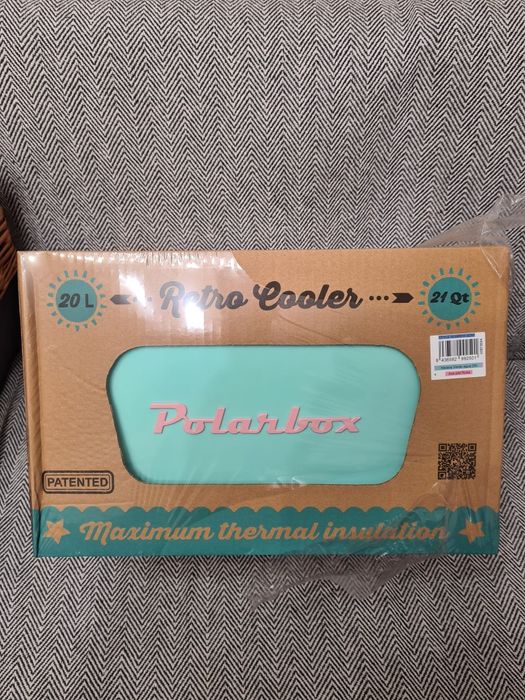 20 L
Retro Cooler
21 Qt
Polarbox
PATENTED
Maximum thermal insulation